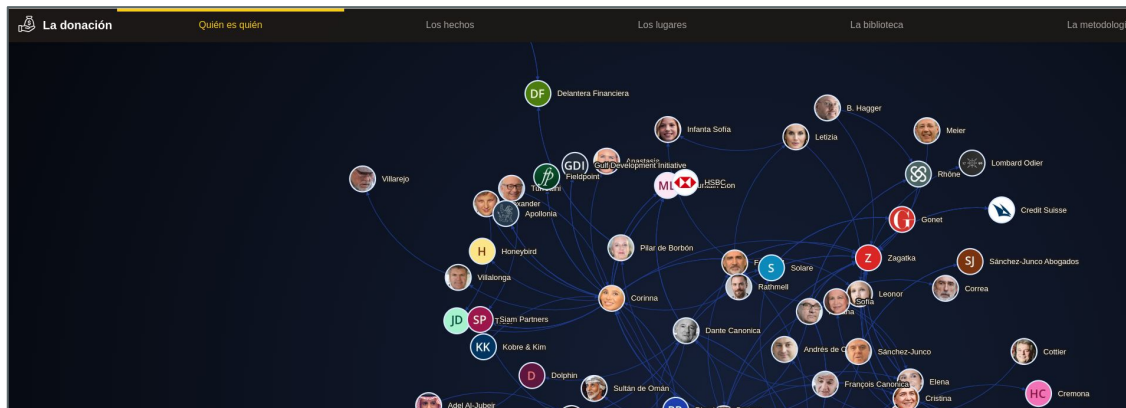 La donación
Quién es quién
Los hechos
Los lugares
La biblioteca
La metodologí
DF Delantera Financiera
B. Hagger
Infanta Sofía
Letizia
Meier
GDI Gulf Development Initiative
Fieldpoint
Lombard Odier
Rhône
Villarejo
HSBC
Apollonia
Credit Suisse
G Gonet
H Honeybird
Pilar de Borbón
Z Zagatka
S Solare
SJ Sánchez-Junco Abogados
Villalonga
Rathmell
Leonor
Correa
Corinna
Sofía
JD
SP Siam Partners
Dante Canonica
KK Kobre & Kim
Andrés de
Sánchez-Junco
Cottier
D Dolphin
Sultán de Omán
François Canonica
Elena
Cristina
HC Cremona
Adel Al-Jubeir